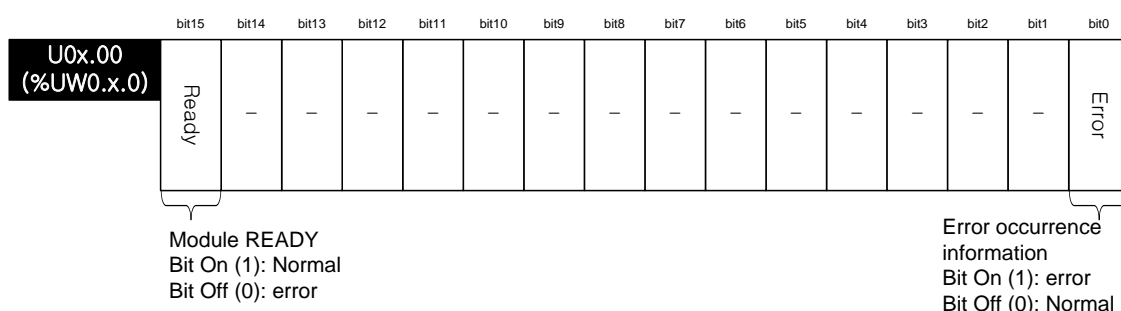 bit15 bit14 bit13 bit12 bit11 bit10 bit9 bit8 bit7 bit6 bit5 bit4 bit3 bit2 bit1 bit0
U0x.00
(%UW0.x.0)
Ready – – – – – – – – – – – – – – Error
Module READY
Bit On (1): Normal
Bit Off (0): error
Error occurrence
information
Bit On (1): error
Bit Off (0): Normal